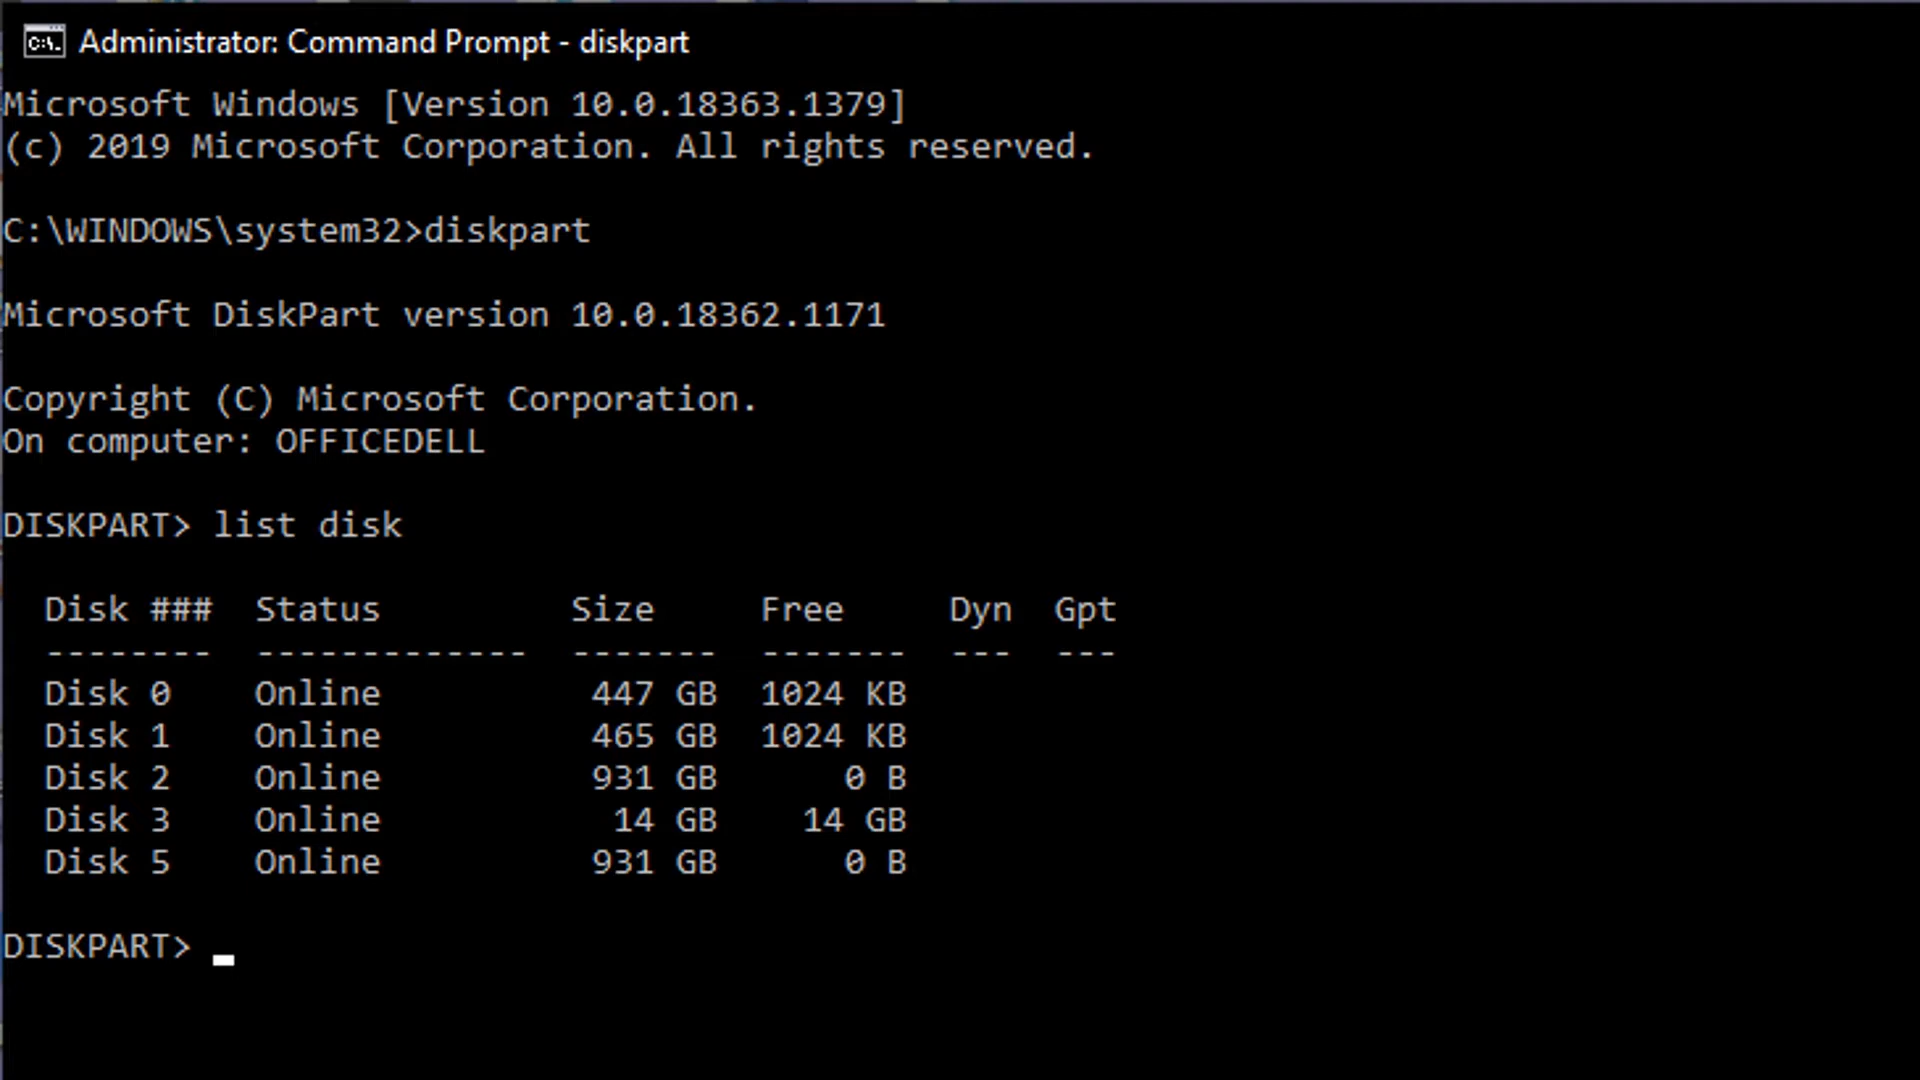 Administrator: Command Prompt - diskpart
Microsoft Windows [Version 10.0.18363.1379]
(c) 2019 Microsoft Corporation. All rights reserved.
C:\WINDOWS\system32>diskpart
Microsoft DiskPart version 10.0.18362.1171
Copyright (C) Microsoft Corporation.
On computer: OFFICEDELL
DISKPART> list disk
  Disk ###  Status         Size     Free     Dyn  Gpt
  --------  -------------  -------  -------  ---  ---
  Disk 0    Online          447 GB  1024 KB
  Disk 1    Online          465 GB  1024 KB
  Disk 2    Online          931 GB      0 B
  Disk 3    Online           14 GB    14 GB
  Disk 5    Online          931 GB      0 B
DISKPART>